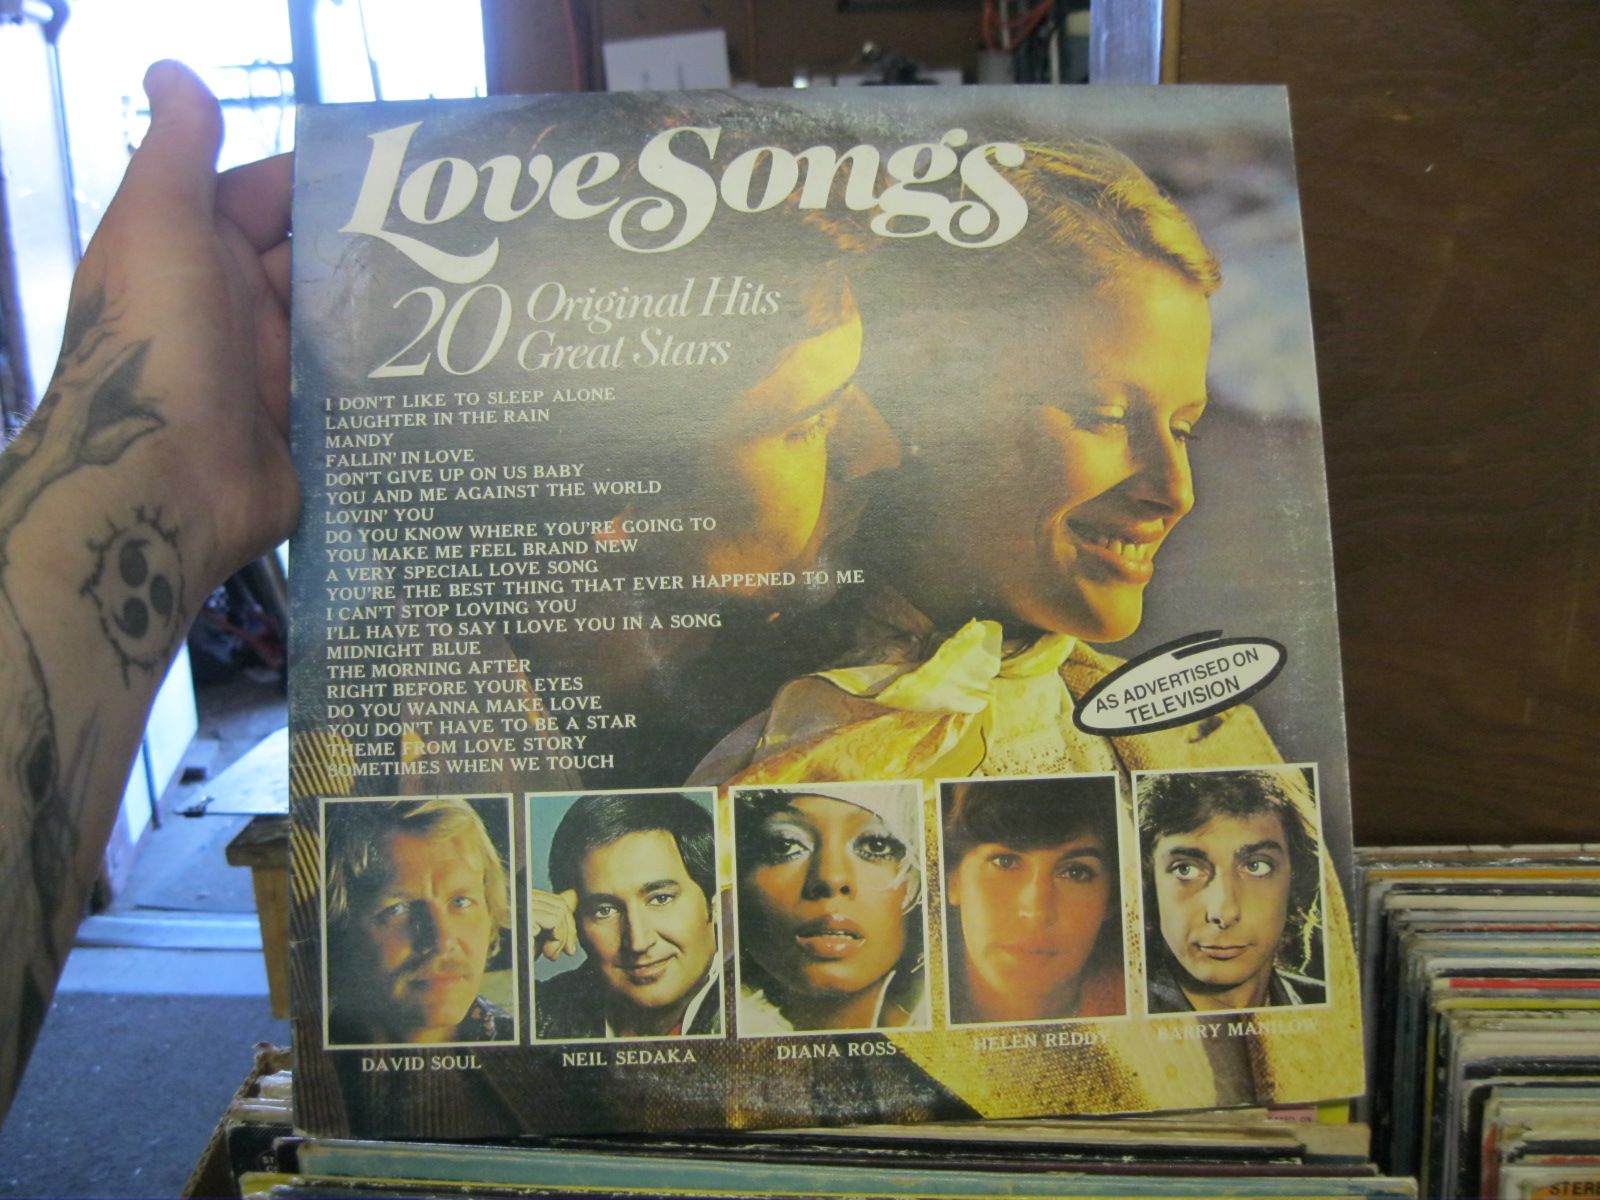 Love Songs
20 Original Hits
Great Stars
I DON'T LIKE TO SLEEP ALONE
LAUGHTER IN THE RAIN
MANDY
FALLIN' IN LOVE
DON'T GIVE UP ON US BABY
YOU AND ME AGAINST THE WORLD
LOVIN' YOU
DO YOU KNOW WHERE YOU'RE GOING TO
YOU MAKE ME FEEL BRAND NEW
A VERY SPECIAL LOVE SONG
YOU'RE THE BEST THING THAT EVER HAPPENED TO ME
I CAN'T STOP LOVING YOU
I'LL HAVE TO SAY I LOVE YOU IN A SONG
MIDNIGHT BLUE
THE MORNING AFTER
RIGHT BEFORE YOUR EYES
DO YOU WANNA MAKE LOVE
YOU DON'T HAVE TO BE A STAR
THEME FROM LOVE STORY
SOMETIMES WHEN WE TOUCH
AS ADVERTISED ON
TELEVISION
DAVID SOUL
NEIL SEDAKA
DIANA ROSS
HELEN REDDY
BARRY MANILOW